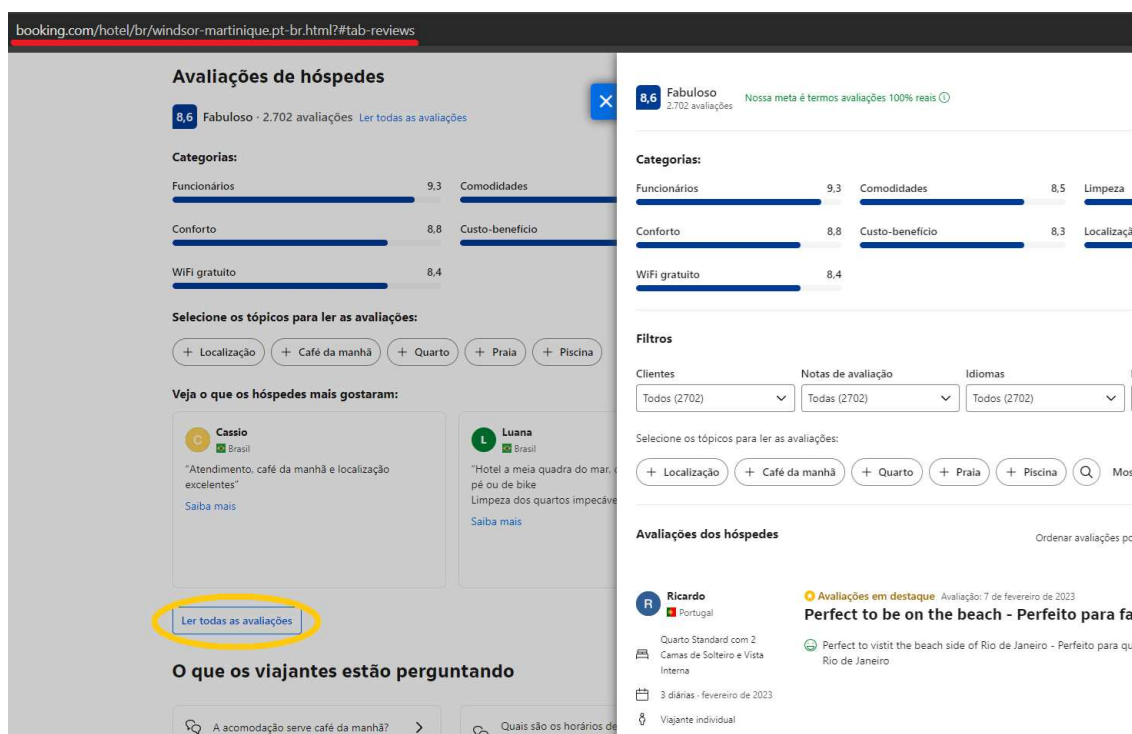 booking.com/hotel/br/windsor-martinique.pt-br.html?#tab-reviews
Avaliações de hóspedes
8,6 Fabuloso · 2.702 avaliações Ler todas as avaliações
Categorias:
Funcionários 9,3 Comodidades
Conforto 8,8 Custo-benefício
WiFi gratuito 8,4
Selecione os tópicos para ler as avaliações:
+ Localização + Café da manhã + Quarto + Praia + Piscina
Veja o que os hóspedes mais gostaram:
C Cassio
Brasil
"Atendimento, café da manhã e localização
excelentes"
Saiba mais
L Luana
Brasil
"Hotel a meia quadra do mar,
pé ou de bike
Limpeza dos quartos impecáve
Saiba mais
Ler todas as avaliações
O que os viajantes estão perguntando
A acomodação serve café da manhã?
Quais são os horários de
8,6 Fabuloso
2.702 avaliações
Nossa meta é termos avaliações 100% reais
Categorias:
Funcionários 9,3 Comodidades 8,5 Limpeza
Conforto 8,8 Custo-benefício 8,3 Localizaçã
WiFi gratuito 8,4
Filtros
Clientes Notas de avaliação Idiomas
Todos (2702) Todas (2702) Todos (2702)
Selecione os tópicos para ler as avaliações:
+ Localização + Café da manhã + Quarto + Praia + Piscina Mos
Avaliações dos hóspedes
Ordenar avaliações po
R Ricardo
Portugal
Quarto Standard com 2
Camas de Solteiro e Vista
Interna
3 diárias · fevereiro de 2023
Viajante individual
Avaliações em destaque Avaliação: 7 de fevereiro de 2023
Perfect to be on the beach - Perfeito para fa
Perfect to vistit the beach side of Rio de Janeiro - Perfeito para qu
Rio de Janeiro